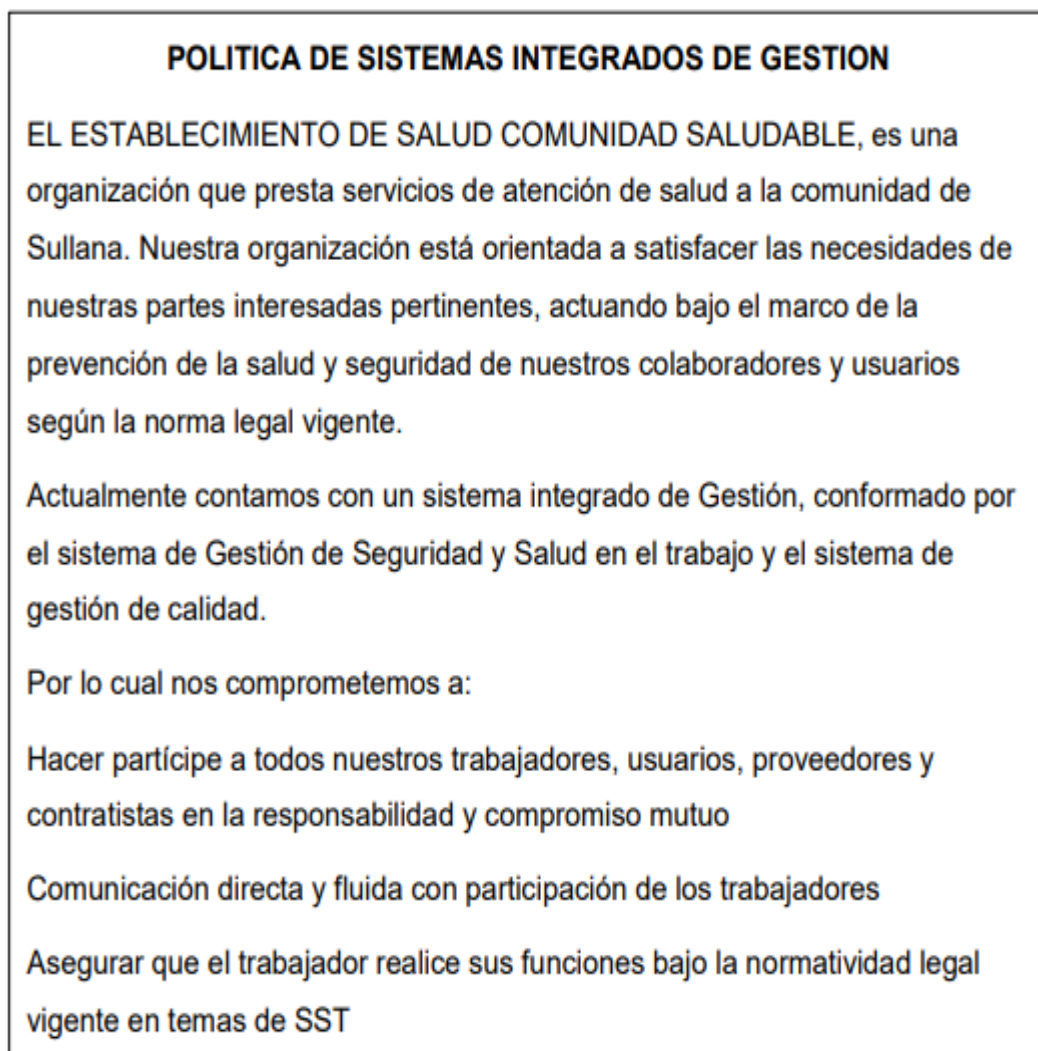 POLITICA DE SISTEMAS INTEGRADOS DE GESTION
EL ESTABLECIMIENTO DE SALUD COMUNIDAD SALUDABLE, es una
organización que presta servicios de atención de salud a la comunidad de
Sullana. Nuestra organización está orientada a satisfacer las necesidades de
nuestras partes interesadas pertinentes, actuando bajo el marco de la
prevención de la salud y seguridad de nuestros colaboradores y usuarios
según la norma legal vigente.
Actualmente contamos con un sistema integrado de Gestión, conformado por
el sistema de Gestión de Seguridad y Salud en el trabajo y el sistema de
gestión de calidad.
Por lo cual nos comprometemos a:
Hacer partícipe a todos nuestros trabajadores, usuarios, proveedores y
contratistas en la responsabilidad y compromiso mutuo
Comunicación directa y fluida con participación de los trabajadores
Asegurar que el trabajador realice sus funciones bajo la normatividad legal
vigente en temas de SST